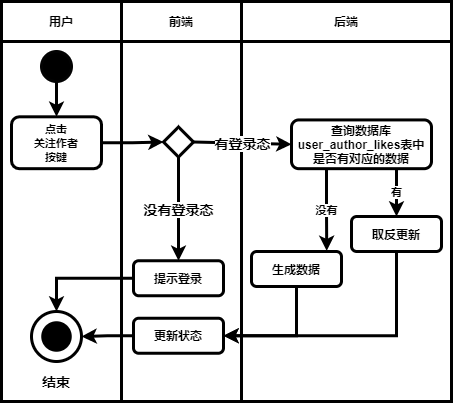 用户
前端
后端
点击
关注作者
按键
有登录态
查询数据库
user_author_likes表中
是否有对应的数据
没有登录态
没有
有
取反更新
提示登录
生成数据
更新状态
结束